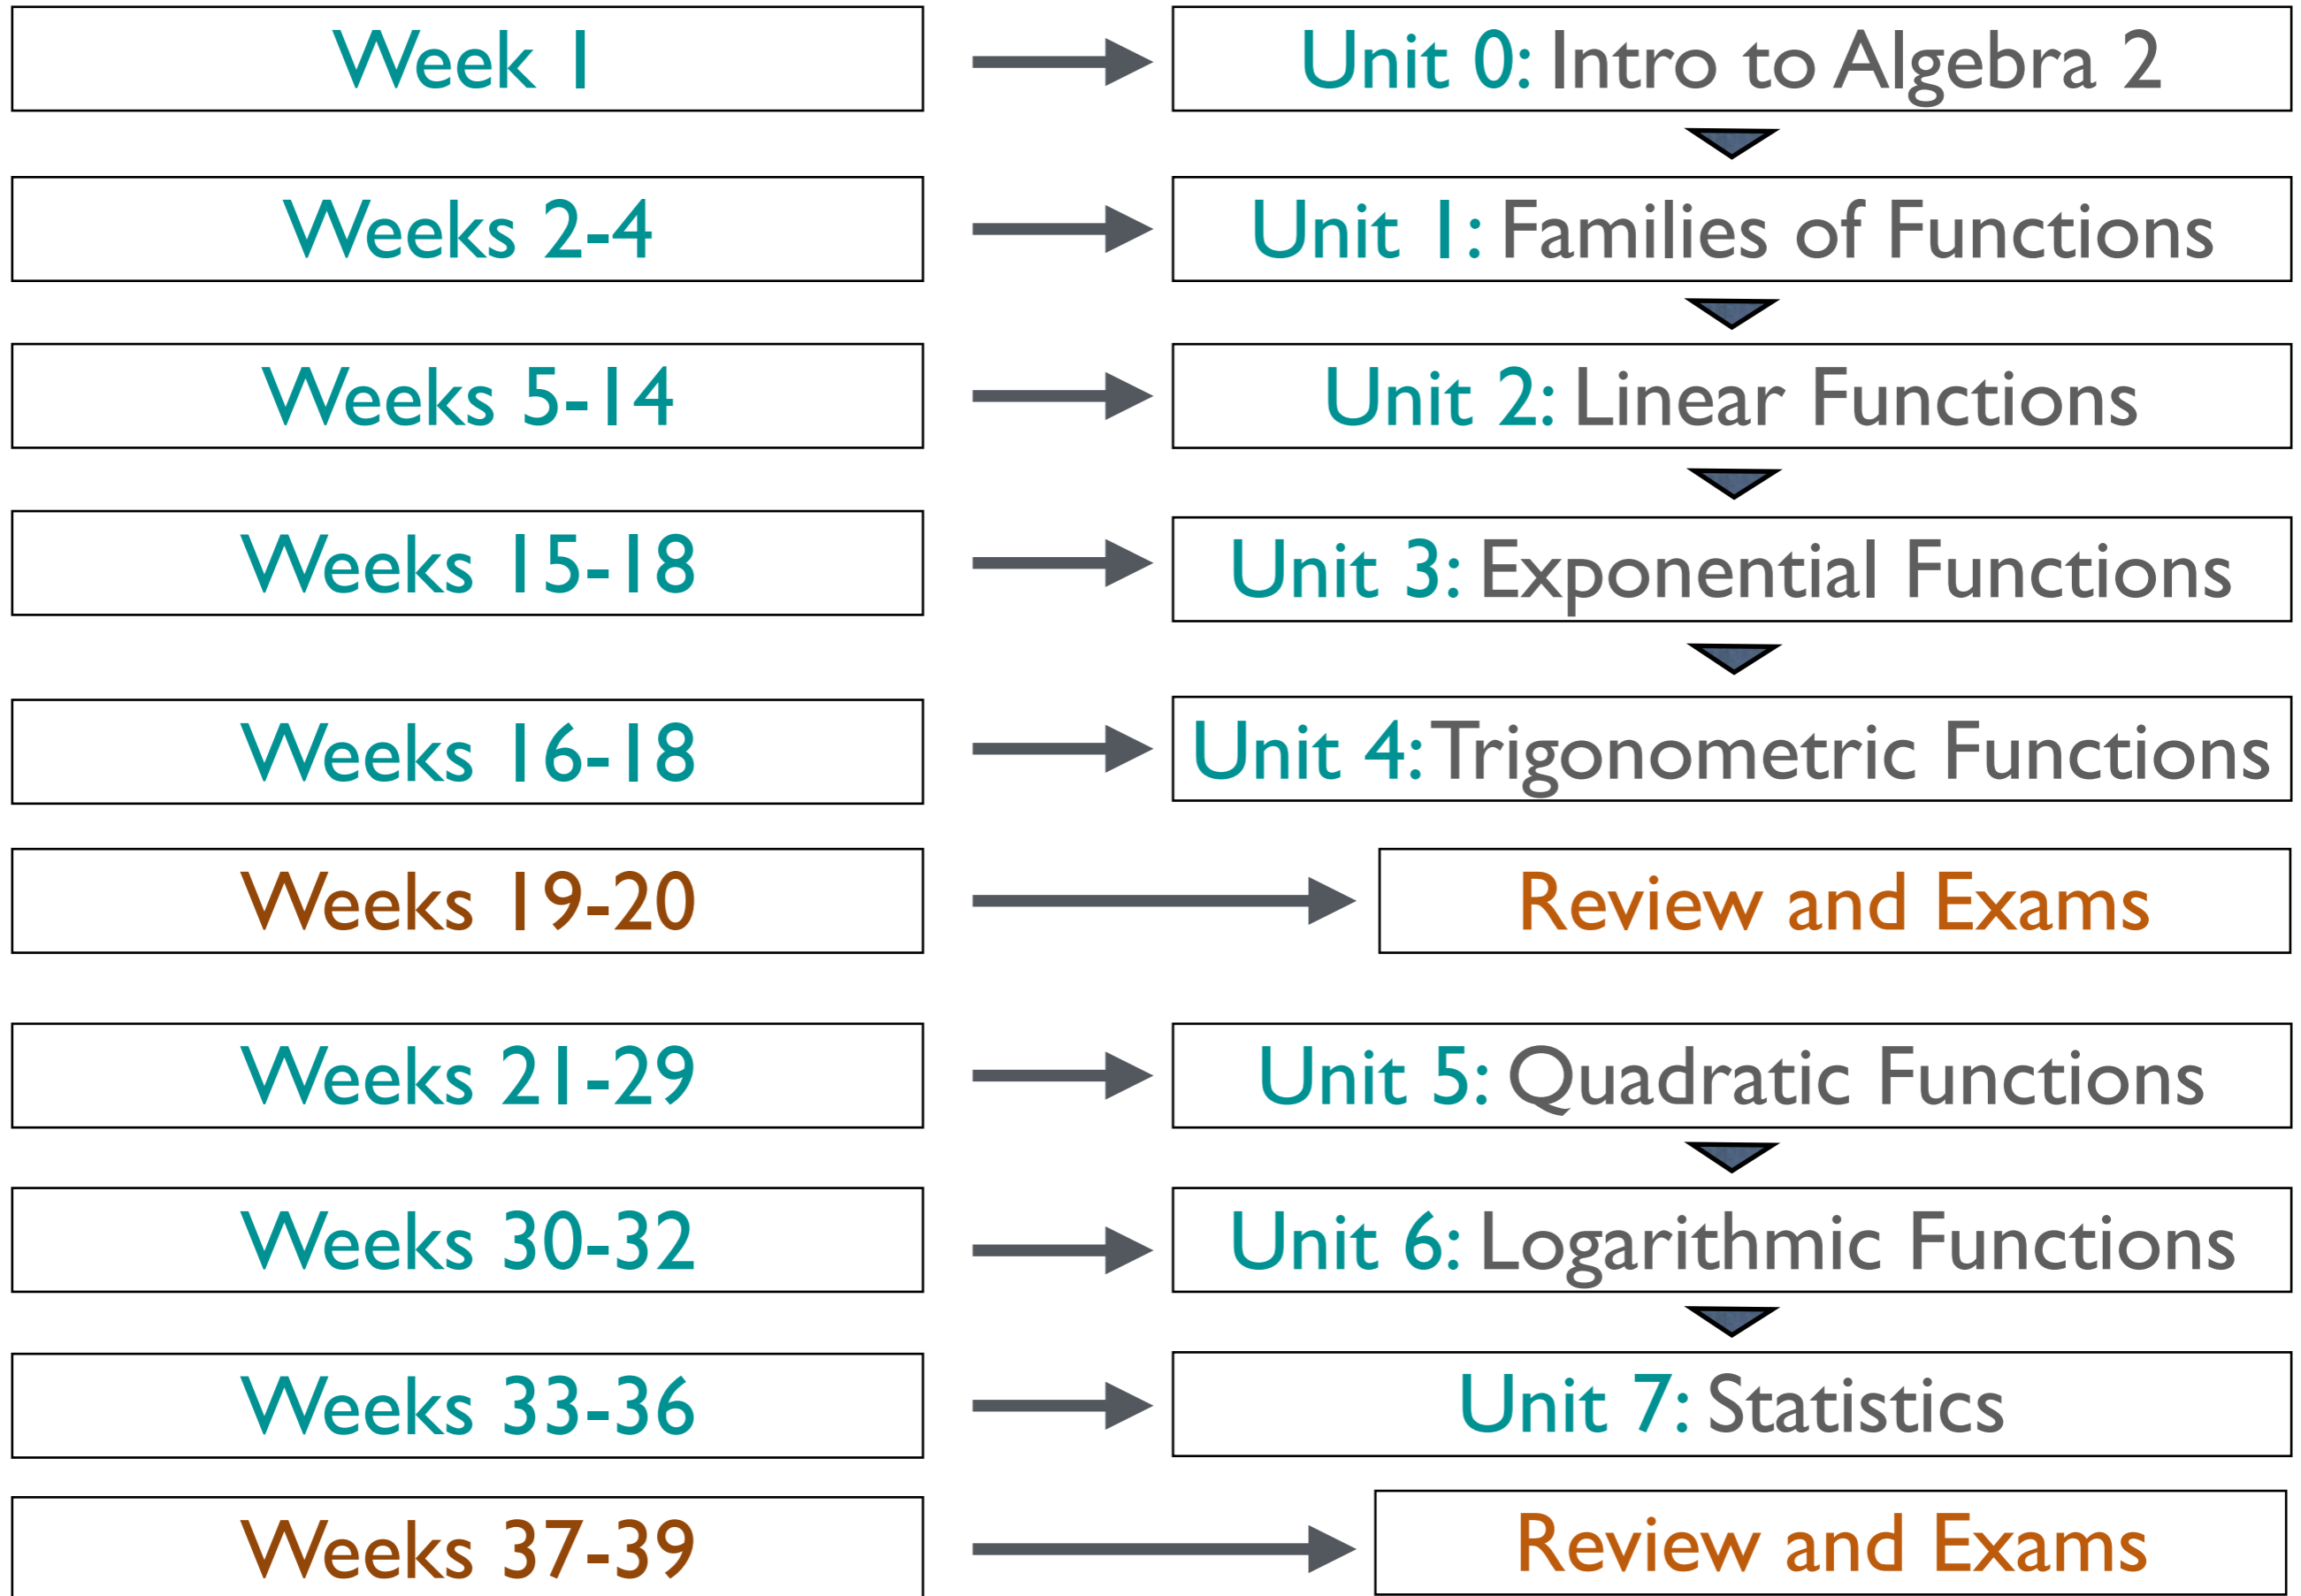 Week 1
Unit 0: Intro to Algebra 2
Weeks 2-4
Unit 1: Families of Functions
Weeks 5-14
Unit 2: Linear Functions
Weeks 15-18
Unit 3: Exponential Functions
Weeks 16-18
Unit 4: Trigonometric Functions
Weeks 19-20
Review and Exams
Weeks 21-29
Unit 5: Quadratic Functions
Weeks 30-32
Unit 6: Logarithmic Functions
Weeks 33-36
Unit 7: Statistics
Weeks 37-39
Review and Exams